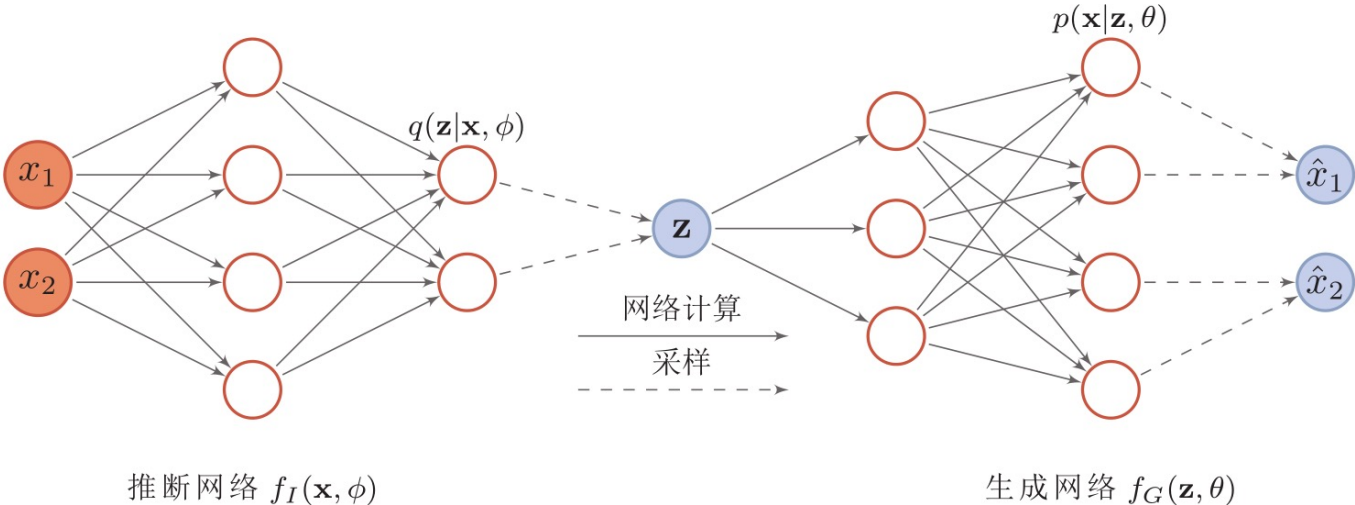 p(x|z, θ)
q(z|x, ϕ)
x₁
x₂
z
x̂₁
x̂₂
网络计算
采样
推断网络 f_I(x, ϕ)
生成网络 f_G(z, θ)